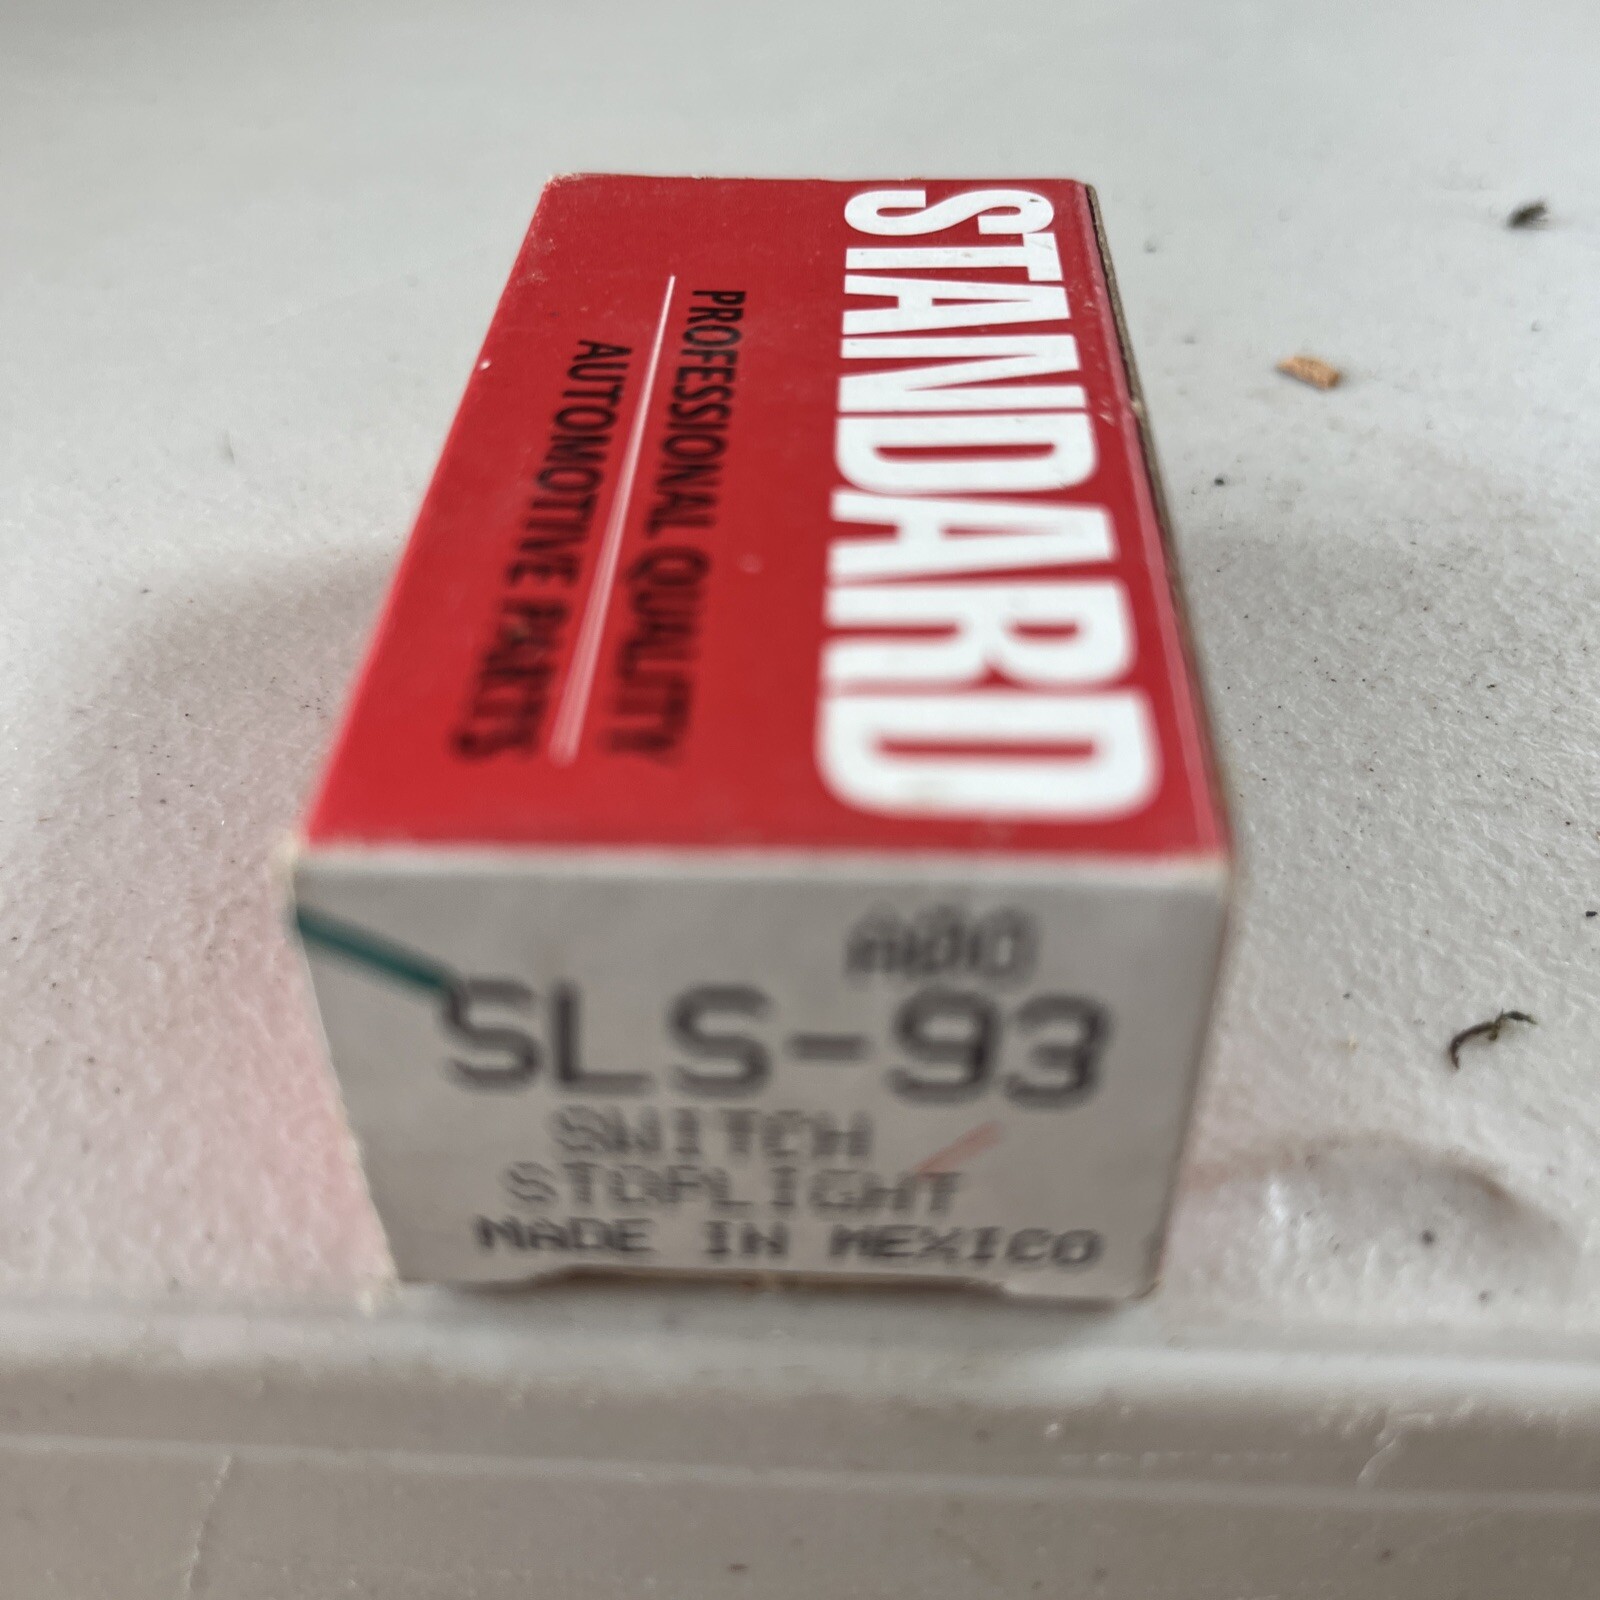 STANDARD
PROFESSIONAL QUALITY
AUTOMOTIVE PARTS
SLS-93
SWITCH
STOPLIGHT
MADE IN MEXICO